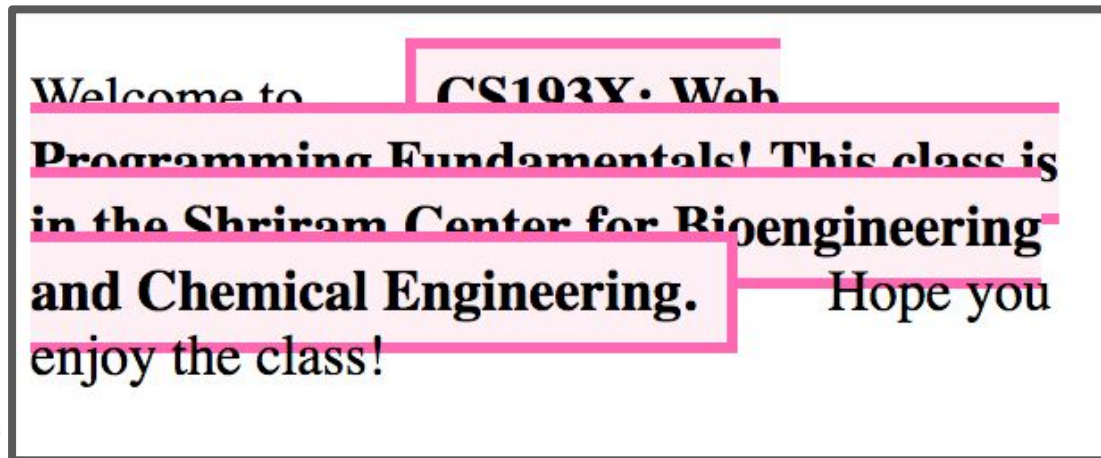 Welcome to CS193X: Web
Programming Fundamentals! This class is
in the Shriram Center for Bioengineering
and Chemical Engineering. Hope you
enjoy the class!